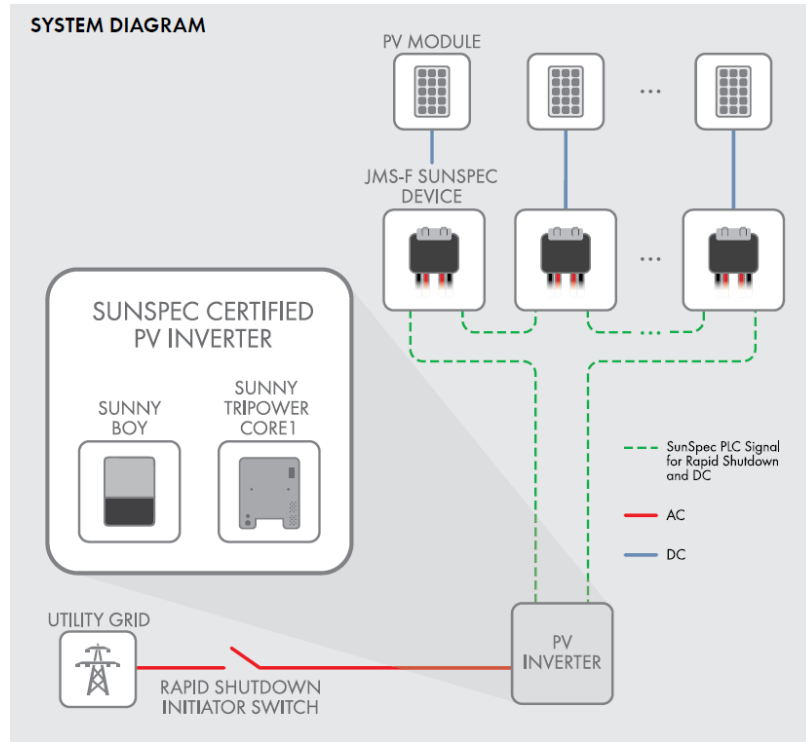 SYSTEM DIAGRAM
PV MODULE
...
JMS-F SUNSPEC
DEVICE
...
...
SUNSPEC CERTIFIED
PV INVERTER
SUNNY
BOY
SUNNY
TRIPOWER
CORE1
SunSpec PLC Signal
for Rapid Shutdown
and DC
AC
DC
UTILITY GRID
RAPID SHUTDOWN
INITIATOR SWITCH
PV
INVERTER